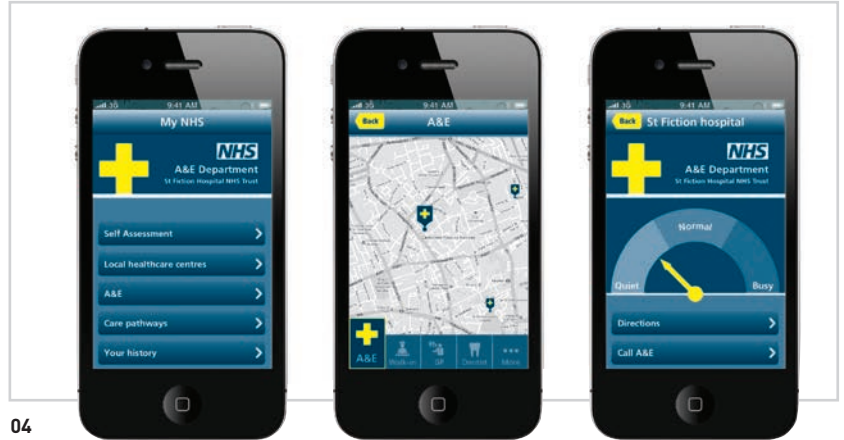 3G 9:41 AM
My NHS
NHS
A&E Department
St Fiction Hospital NHS Trust
Self Assessment
Local healthcare centres
A&E
Care pathways
Your history
3G 9:41 AM
Back A&E
A&E Walk-in GP Dentist More
3G 9:41 AM
Back St Fiction hospital
NHS
A&E Department
St Fiction Hospital NHS Trust
Normal
Quiet Busy
Directions
Call A&E
04